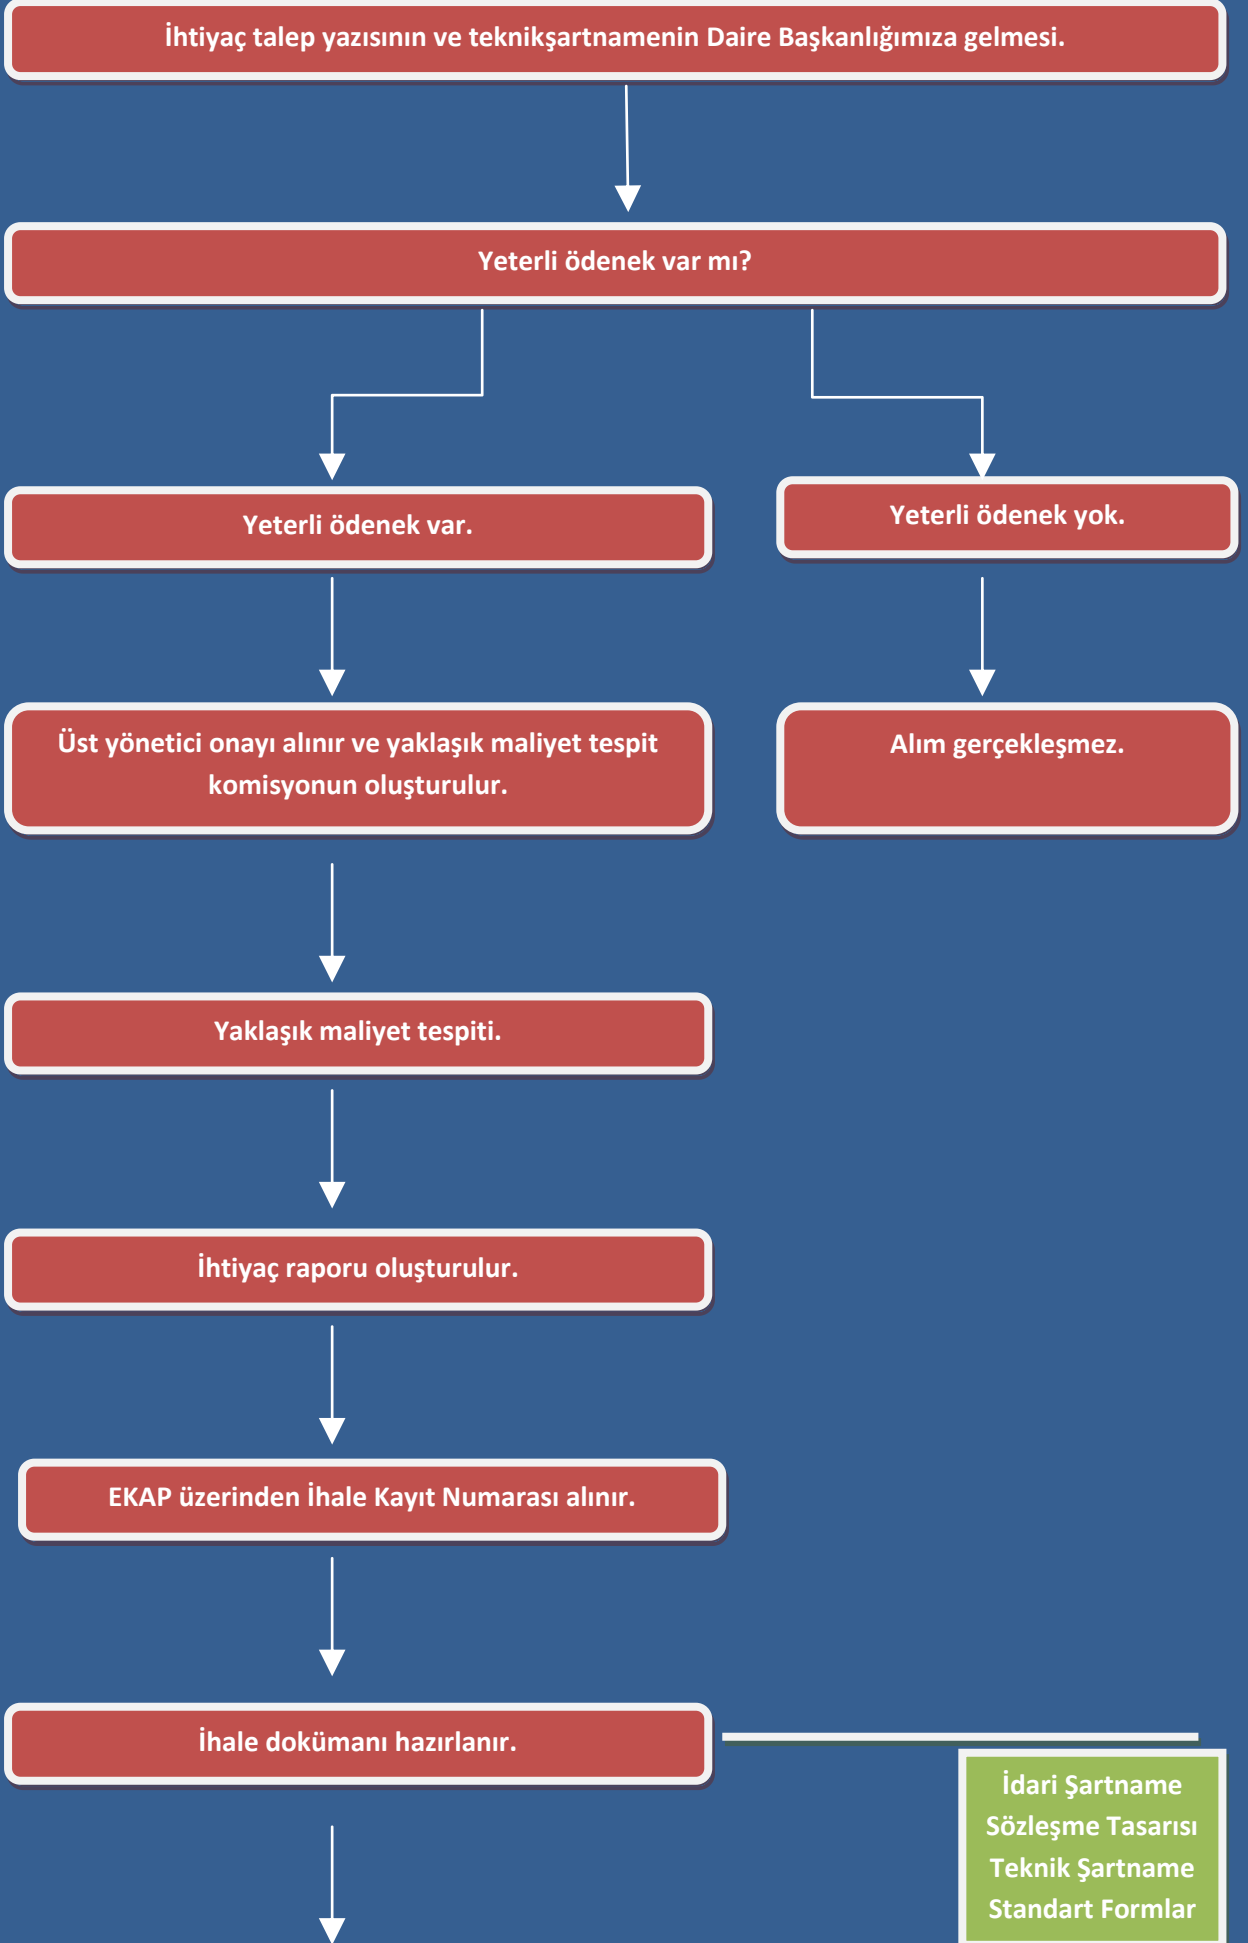 İhtiyaç talep yazısının ve teknikşartnamenin Daire Başkanlığımıza gelmesi.
Yeterli ödenek var mı?
Yeterli ödenek var.
Yeterli ödenek yok.
Üst yönetici onayı alınır ve yaklaşık maliyet tespit
komisyonun oluşturulur.
Alım gerçekleşmez.
Yaklaşık maliyet tespiti.
İhtiyaç raporu oluşturulur.
EKAP üzerinden İhale Kayıt Numarası alınır.
İhale dokümanı hazırlanır.
İdari Şartname
Sözleşme Tasarısı
Teknik Şartname
Standart Formlar